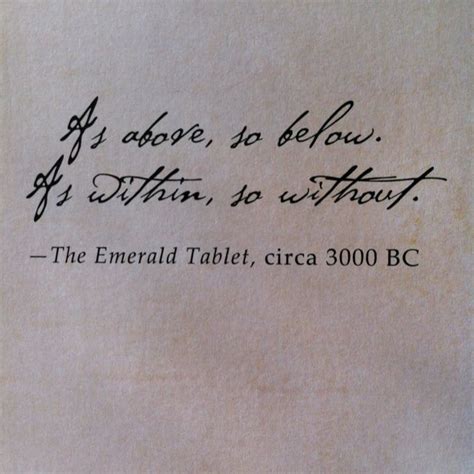 As above, so below.
As within, so without.
—The Emerald Tablet, circa 3000 BC